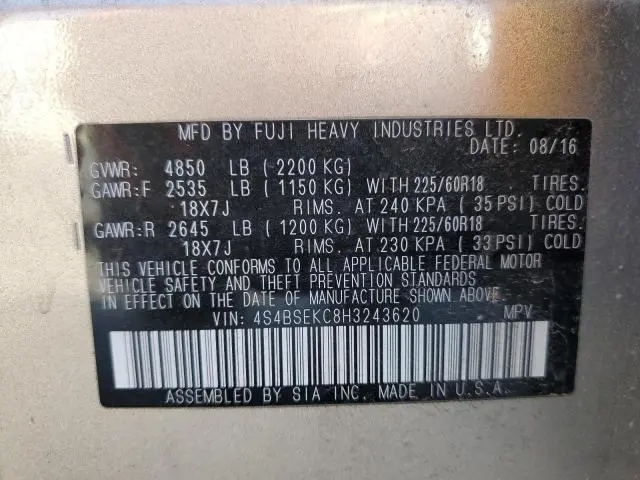 MFD BY FUJI HEAVY INDUSTRIES LTD.
DATE: 08/16
GVWR: 4850 LB ( 2200 KG)
GAWR:F 2535 LB ( 1150 KG) WITH 225/60R18 TIRES.
18X7J RIMS. AT 240 KPA ( 35 PSI) COLD
GAWR:R 2645 LB ( 1200 KG) WITH 225/60R18 TIRES.
18X7J RIMS. AT 230 KPA ( 33 PSI) COLD
THIS VEHICLE CONFORMS TO ALL APPLICABLE FEDERAL MOTOR
VEHICLE SAFETY AND THEFT PREVENTION STANDARDS
IN EFFECT ON THE DATE OF MANUFACTURE SHOWN ABOVE.
VIN: 4S4BSEKC8H3243620 MPV
ASSEMBLED BY SIA INC. MADE IN U.S.A.